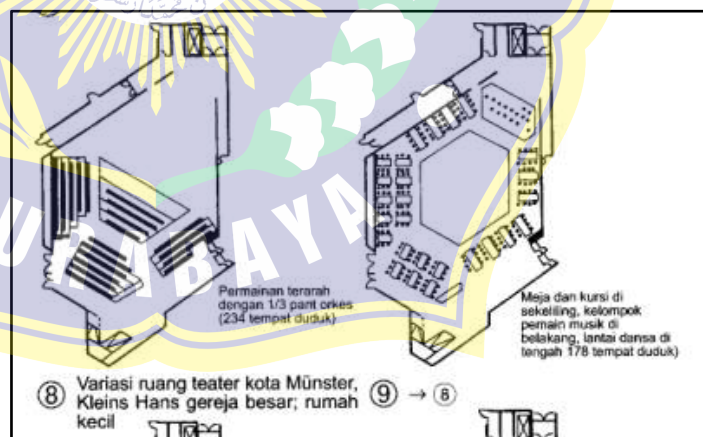 URABAYA
Permainan terarah
dengan 1/3 pant orkes
(234 tempat duduk)
Meja dan kursi di
sekeliling, kelompok
pemain musik di
belakang, lantai dansa di
tengah 178 tempat duduk)
⑧ Variasi ruang teater kota Münster,
Kleins Hans gereja besar; rumah
kecil
⑨ → ⑧